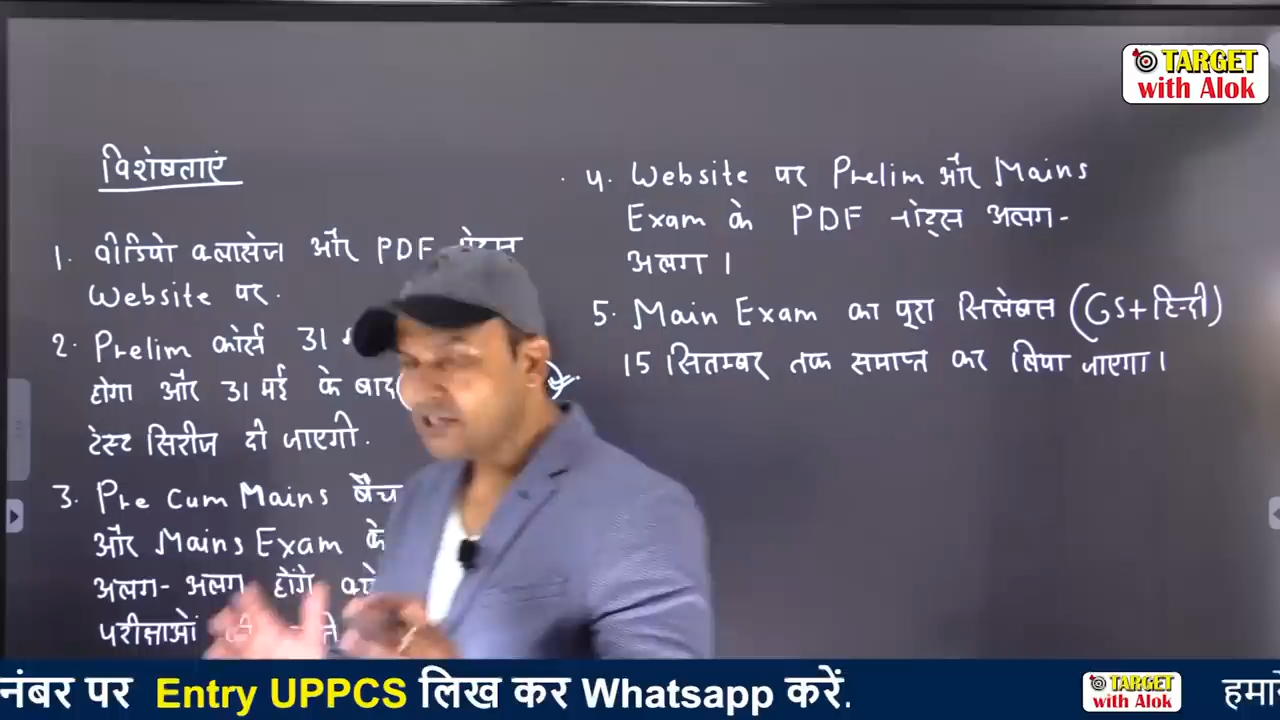 TARGET
with Alok
विशेषताएं
1. वीडियो क्लासेज और PDF
Website पर.
2. Prelim कोर्स 31
होगा और 31 मई के बाद
टेस्ट सिरीज दी जाएगी.
3. Pre Cum Mains बैच
और Mains Exam के
अलग-अलग होंगे
परीक्षाओं
4. Website पर Prelim और Mains
Exam के PDF नोट्स अलग-
अलग।
5. Main Exam का पूरा सिलेबस (GS+हिन्दी)
15 सितम्बर तक समाप्त कर लिया जाएगा।
नंबर पर Entry UPPCS लिख कर Whatsapp करें.
TARGET
with Alok
हमारे